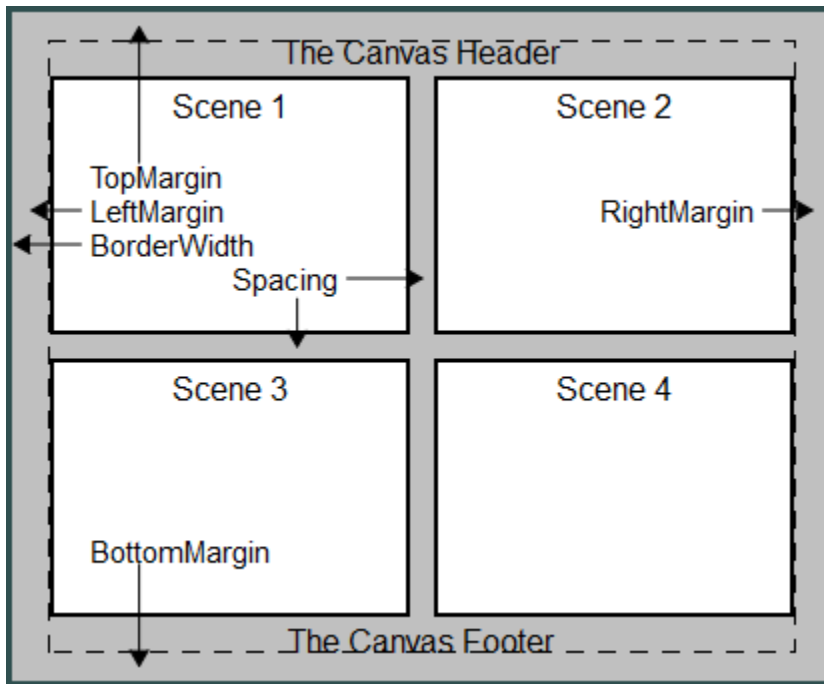 The Canvas Header
Scene 1
Scene 2
TopMargin
LeftMargin
RightMargin
BorderWidth
Spacing
Scene 3
Scene 4
BottomMargin
The Canvas Footer